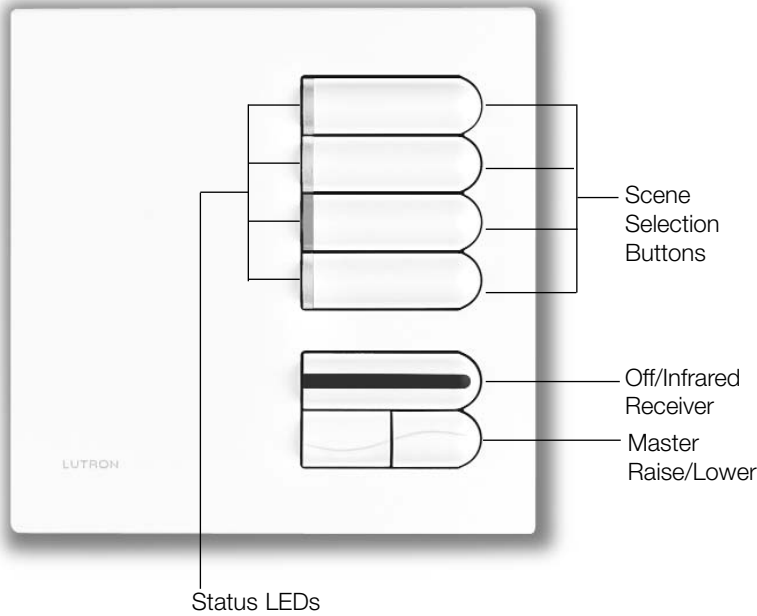 Scene
Selection
Buttons
Off/Infrared
Receiver
Master
Raise/Lower
LUTRON
Status LEDs